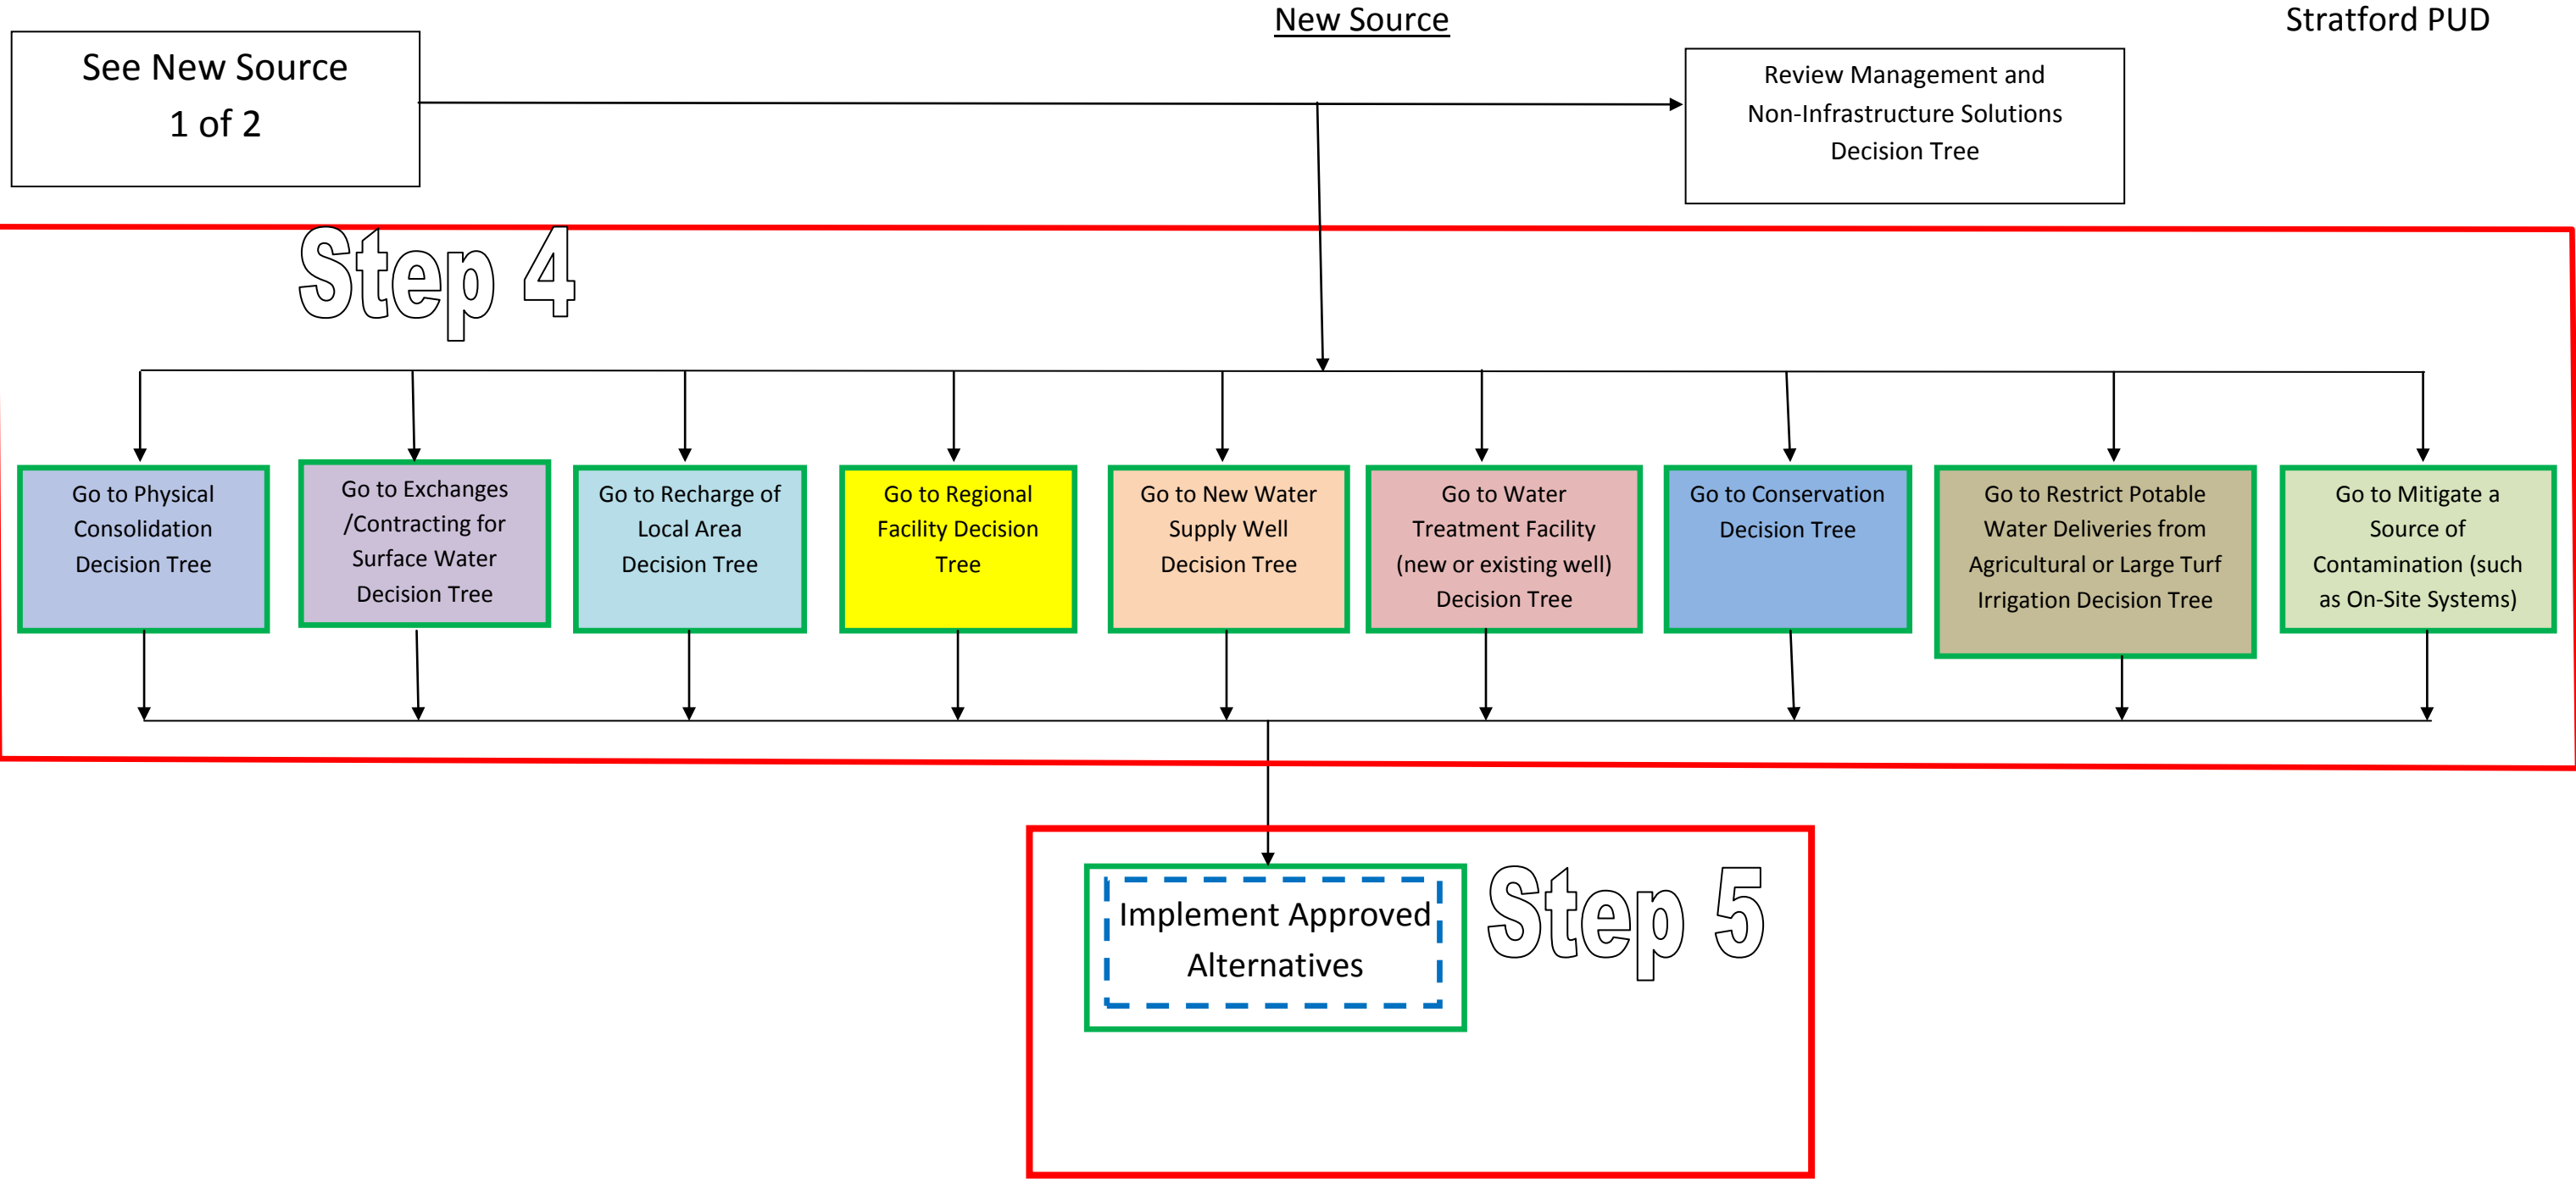 New Source
Stratford PUD
See New Source
1 of 2
Review Management and
Non-Infrastructure Solutions
Decision Tree
Step 4
Go to Physical
Consolidation
Decision Tree
Go to Exchanges
/Contracting for
Surface Water
Decision Tree
Go to Recharge of
Local Area
Decision Tree
Go to Regional
Facility Decision
Tree
Go to New Water
Supply Well
Decision Tree
Go to Water
Treatment Facility
(new or existing well)
Decision Tree
Go to Conservation
Decision Tree
Go to Restrict Potable
Water Deliveries from
Agricultural or Large Turf
Irrigation Decision Tree
Go to Mitigate a
Source of
Contamination (such
as On-Site Systems)
Implement Approved
Alternatives
Step 5